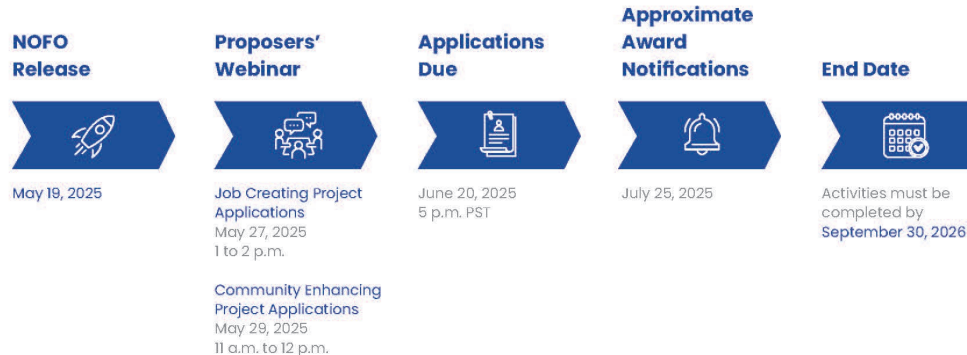 NOFO
Release
May 19, 2025
Proposers’
Webinar
Job Creating Project
Applications
May 27, 2025
1 to 2 p.m.
Community Enhancing
Project Applications
May 29, 2025
11 a.m. to 12 p.m.
Applications
Due
June 20, 2025
5 p.m. PST
Approximate
Award
Notifications
July 25, 2025
End Date
Activities must be
completed by
September 30, 2026